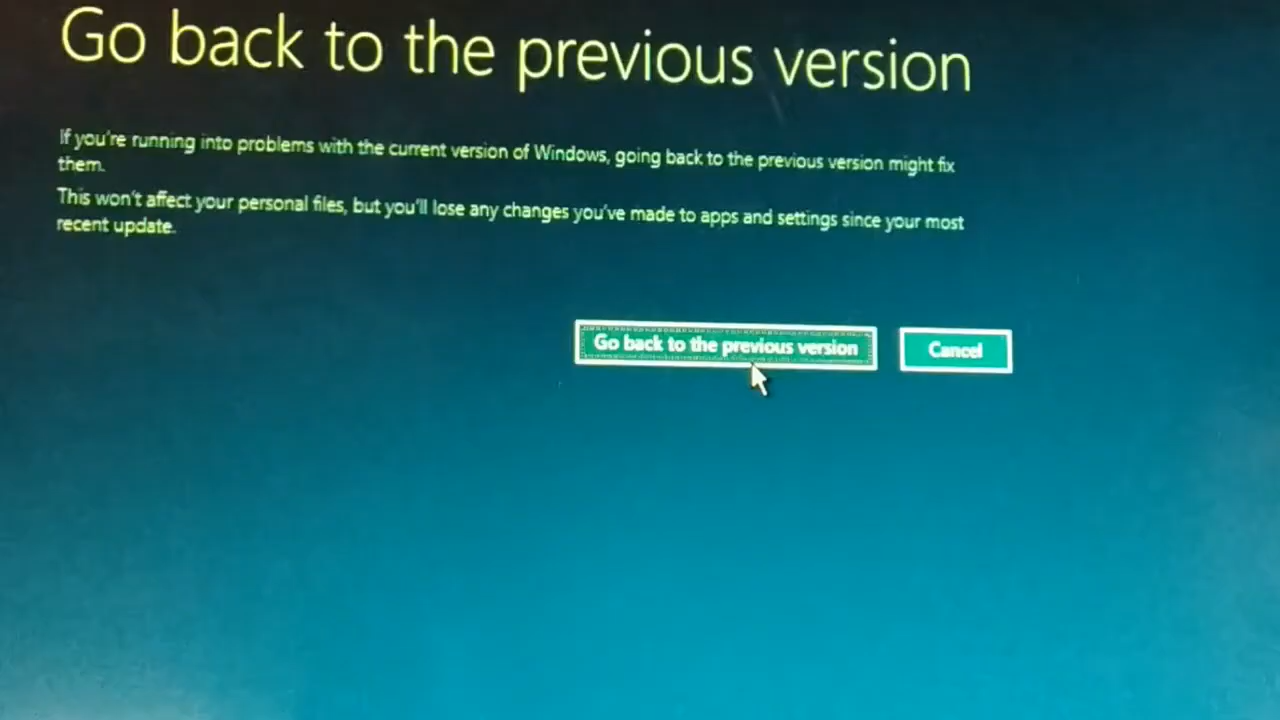 Go back to the previous version
If you're running into problems with the current version of Windows, going back to the previous version might fix
them.
This won't affect your personal files, but you'll lose any changes you've made to apps and settings since your most
recent update.
Go back to the previous version
Cancel